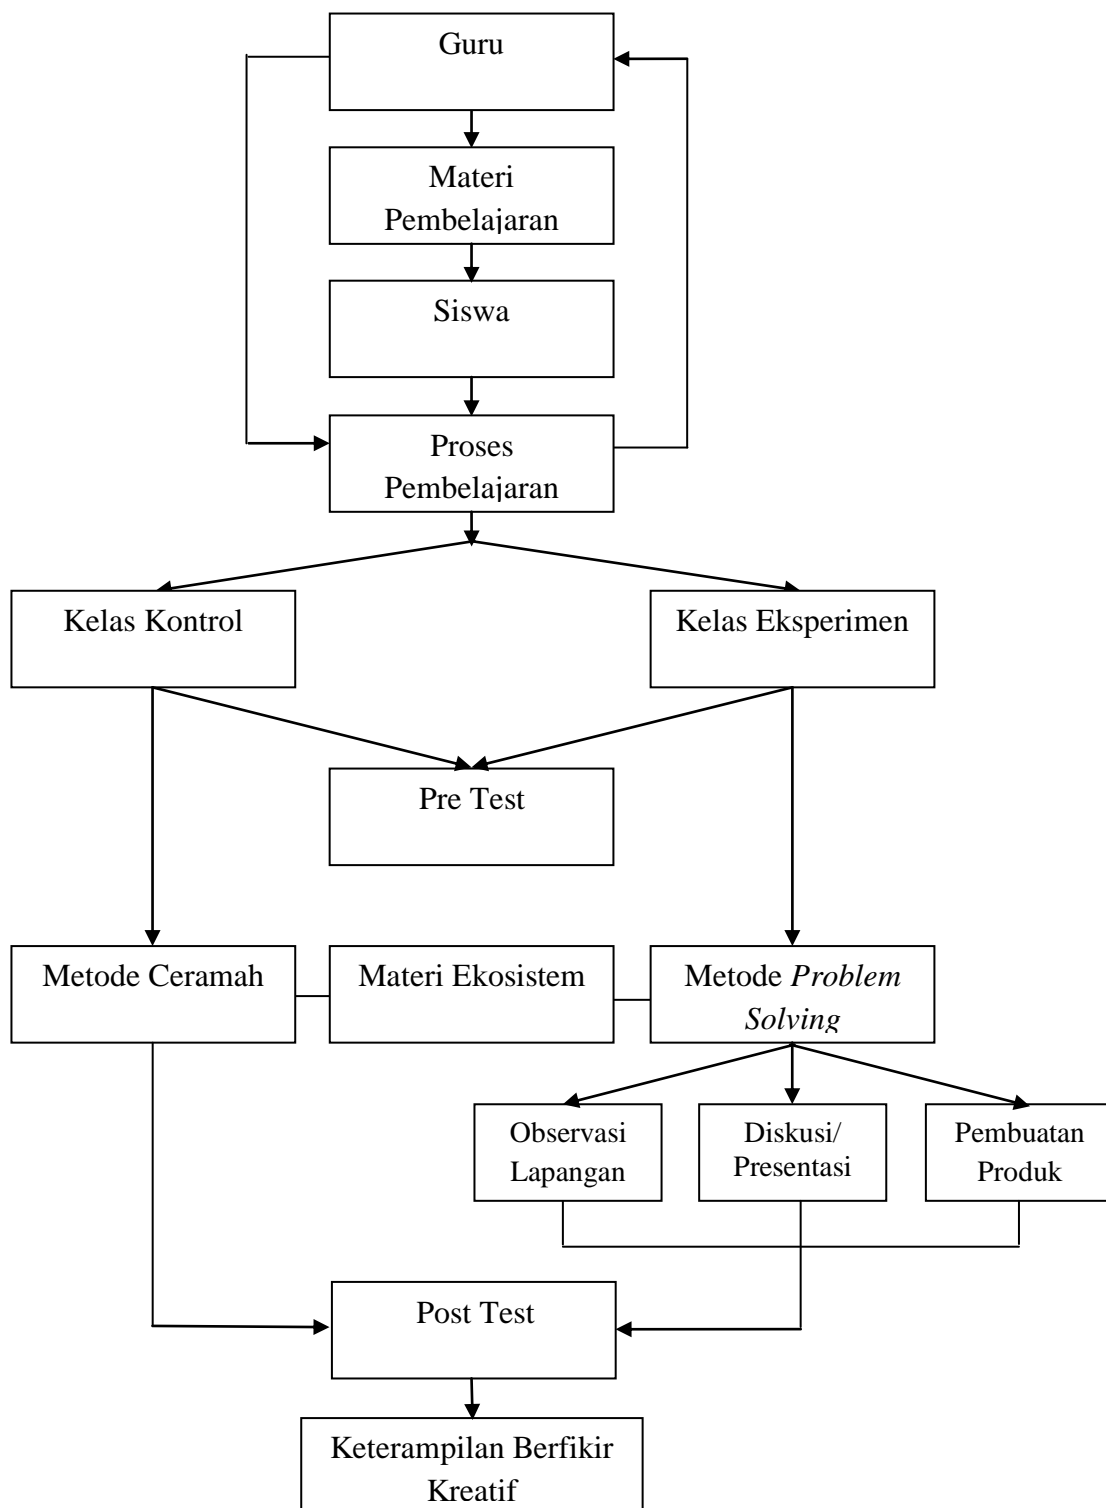 Guru
Materi
Pembelajaran
Siswa
Proses
Pembelajaran
Kelas Kontrol
Kelas Eksperimen
Pre Test
Metode Ceramah
Materi Ekosistem
Metode Problem
Solving
Observasi
Lapangan
Diskusi/
Presentasi
Pembuatan
Produk
Post Test
Keterampilan Berfikir
Kreatif